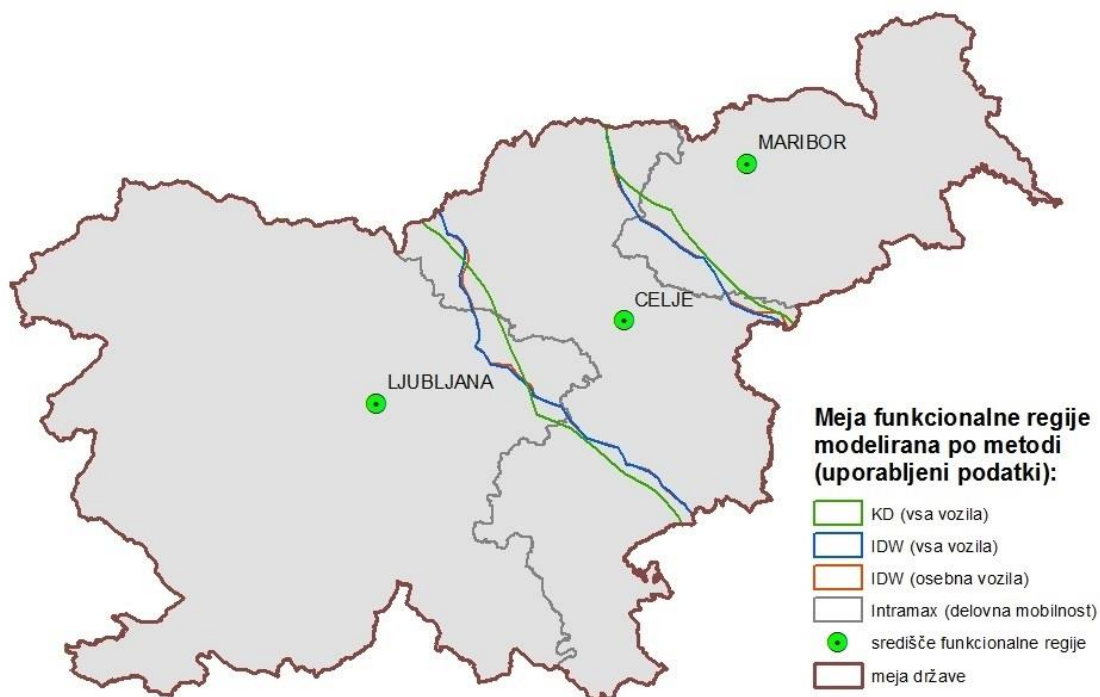 MARIBOR
CELJE
LJUBLJANA
Meja funkcionalne regije
modelirana po metodi
(uporabljeni podatki):
KD (vsa vozila)
IDW (vsa vozila)
IDW (osebna vozila)
Intramax (delovna mobilnost)
središče funkcionalne regije
meja države